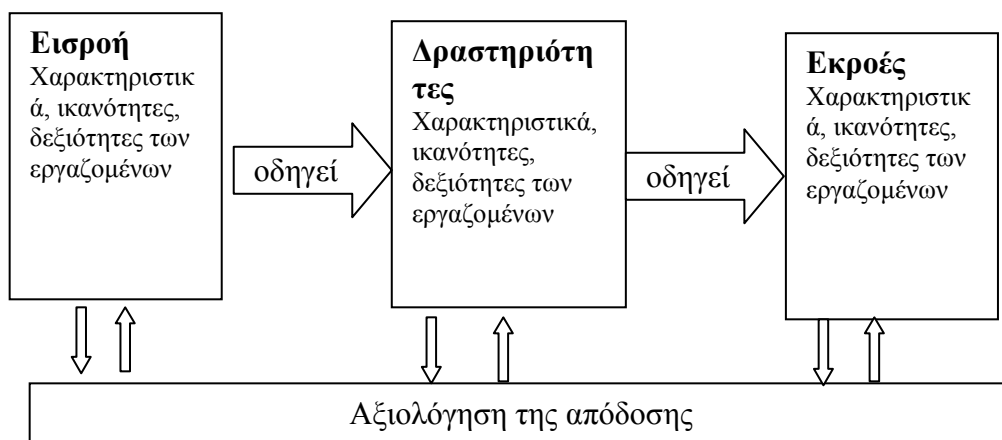 Εισροή
Χαρακτηριστικ
ά, ικανότητες,
δεξιότητες των
εργαζομένων
οδηγεί
Δραστηριότη
τες
Χαρακτηριστικά,
ικανότητες,
δεξιότητες των
εργαζομένων
οδηγεί
Εκροές
Χαρακτηριστικ
ά, ικανότητες,
δεξιότητες των
εργαζομένων
Αξιολόγηση της απόδοσης